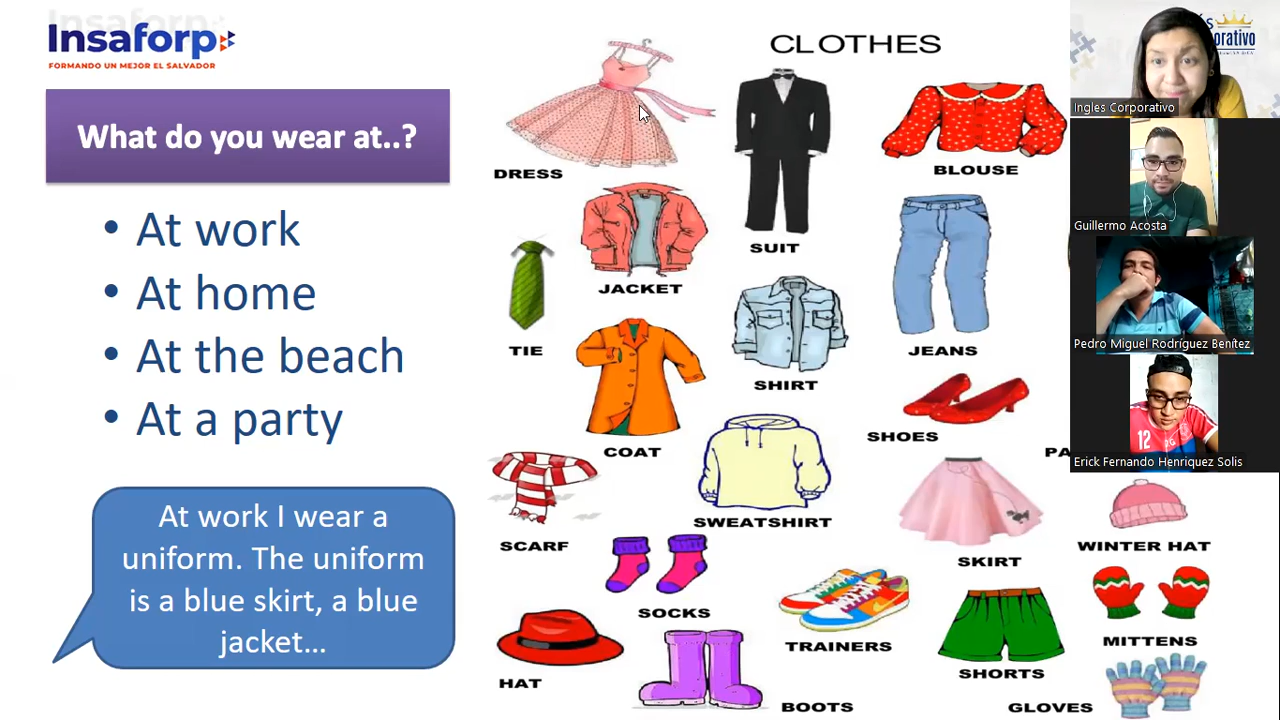 Insaforp
FORMANDO UN MEJOR EL SALVADOR
What do you wear at..?
• At work
• At home
• At the beach
• At a party
At work I wear a
uniform. The uniform
is a blue skirt, a blue
jacket...
CLOTHES
DRESS
SUIT
BLOUSE
JACKET
TIE
SHIRT
JEANS
COAT
SHOES
PA
SCARF
SWEATSHIRT
SKIRT
WINTER HAT
SOCKS
TRAINERS
MITTENS
HAT
SHORTS
BOOTS
GLOVES
Ingles Corporativo
Guillermo Acosta
Pedro Miguel Rodríguez Benítez
12
Erick Fernando Henriquez Solis